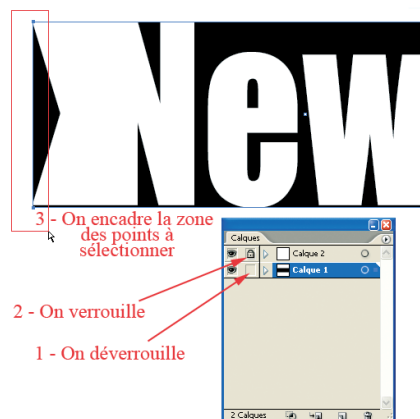 New
3 - On encadre la zone
des points à
sélectionner
Calques
Calque 2
Calque 1
2 - On verrouille
1 - On déverrouille
2 Calques